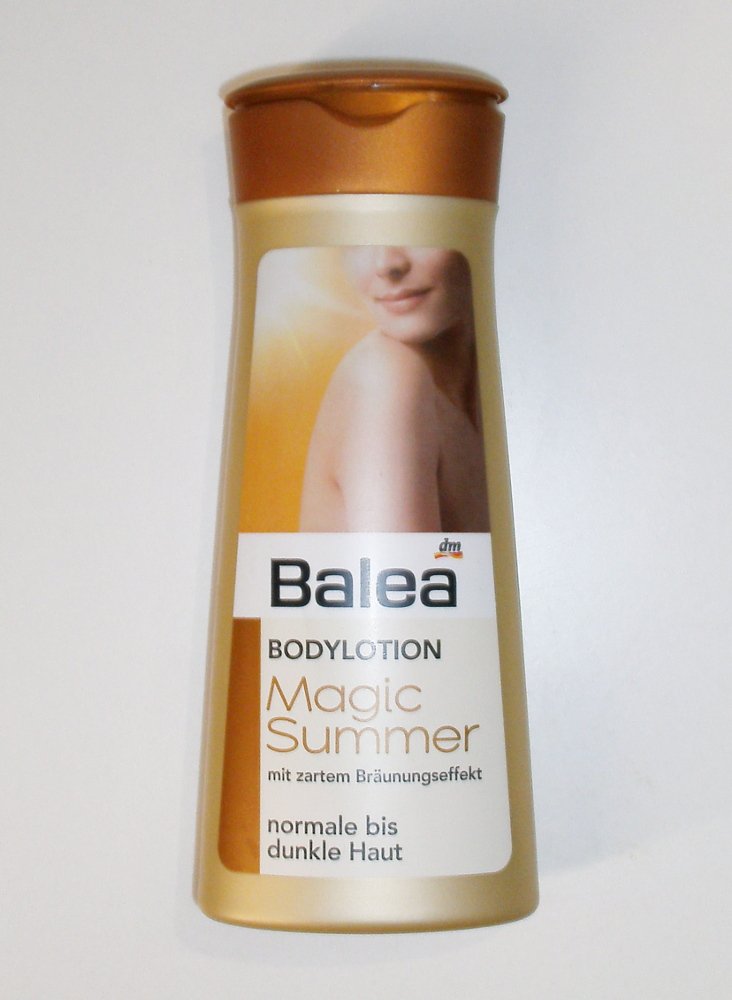 dm
Balea
BODYLOTION
Magic
Summer
mit zartem Bräunungseffekt
normale bis
dunkle Haut